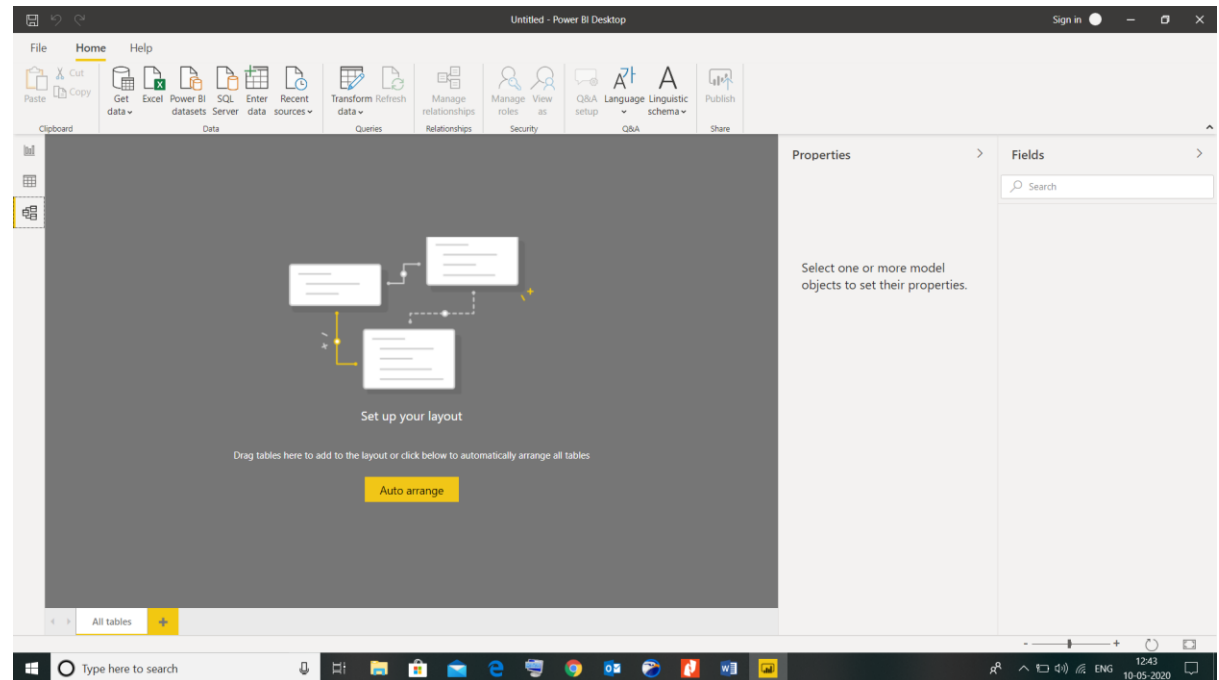 Untitled - Power BI Desktop
Sign in
File Home Help
Paste
Cut
Copy
Get data
Excel
Power BI datasets
SQL Server
Enter data
Recent sources
Transform data
Refresh
Manage relationships
Manage roles
View as
Q&A setup
Language
Linguistic schema
Publish
Clipboard
Data
Queries
Relationships
Security
Q&A
Share
Properties
Fields
Search
Select one or more model
objects to set their properties.
Set up your layout
Drag tables here to add to the layout or click below to automatically arrange all tables
Auto arrange
All tables
Type here to search
ENG
12:43
10-05-2020